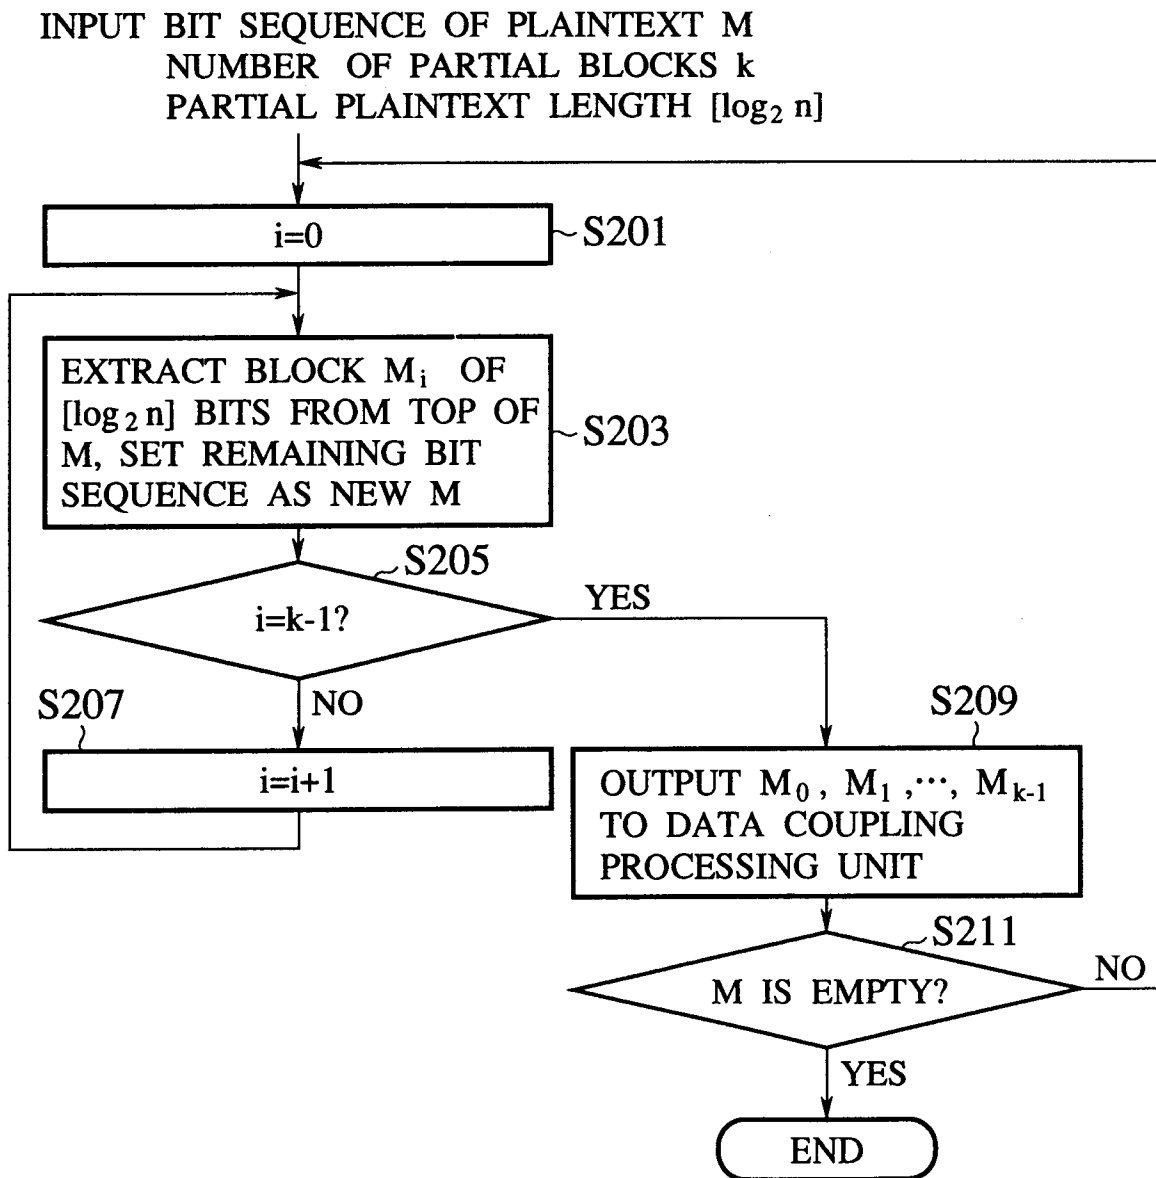 INPUT BIT SEQUENCE OF PLAINTEXT M
NUMBER OF PARTIAL BLOCKS k
PARTIAL PLAINTEXT LENGTH [log₂ n]
i=0
S201
EXTRACT BLOCK Mᵢ OF
[log₂ n] BITS FROM TOP OF
M, SET REMAINING BIT
SEQUENCE AS NEW M
S203
S205
i=k-1?
YES
NO
S207
i=i+1
S209
OUTPUT M₀, M₁,⋯, Mₖ₋₁
TO DATA COUPLING
PROCESSING UNIT
S211
M IS EMPTY?
NO
YES
END